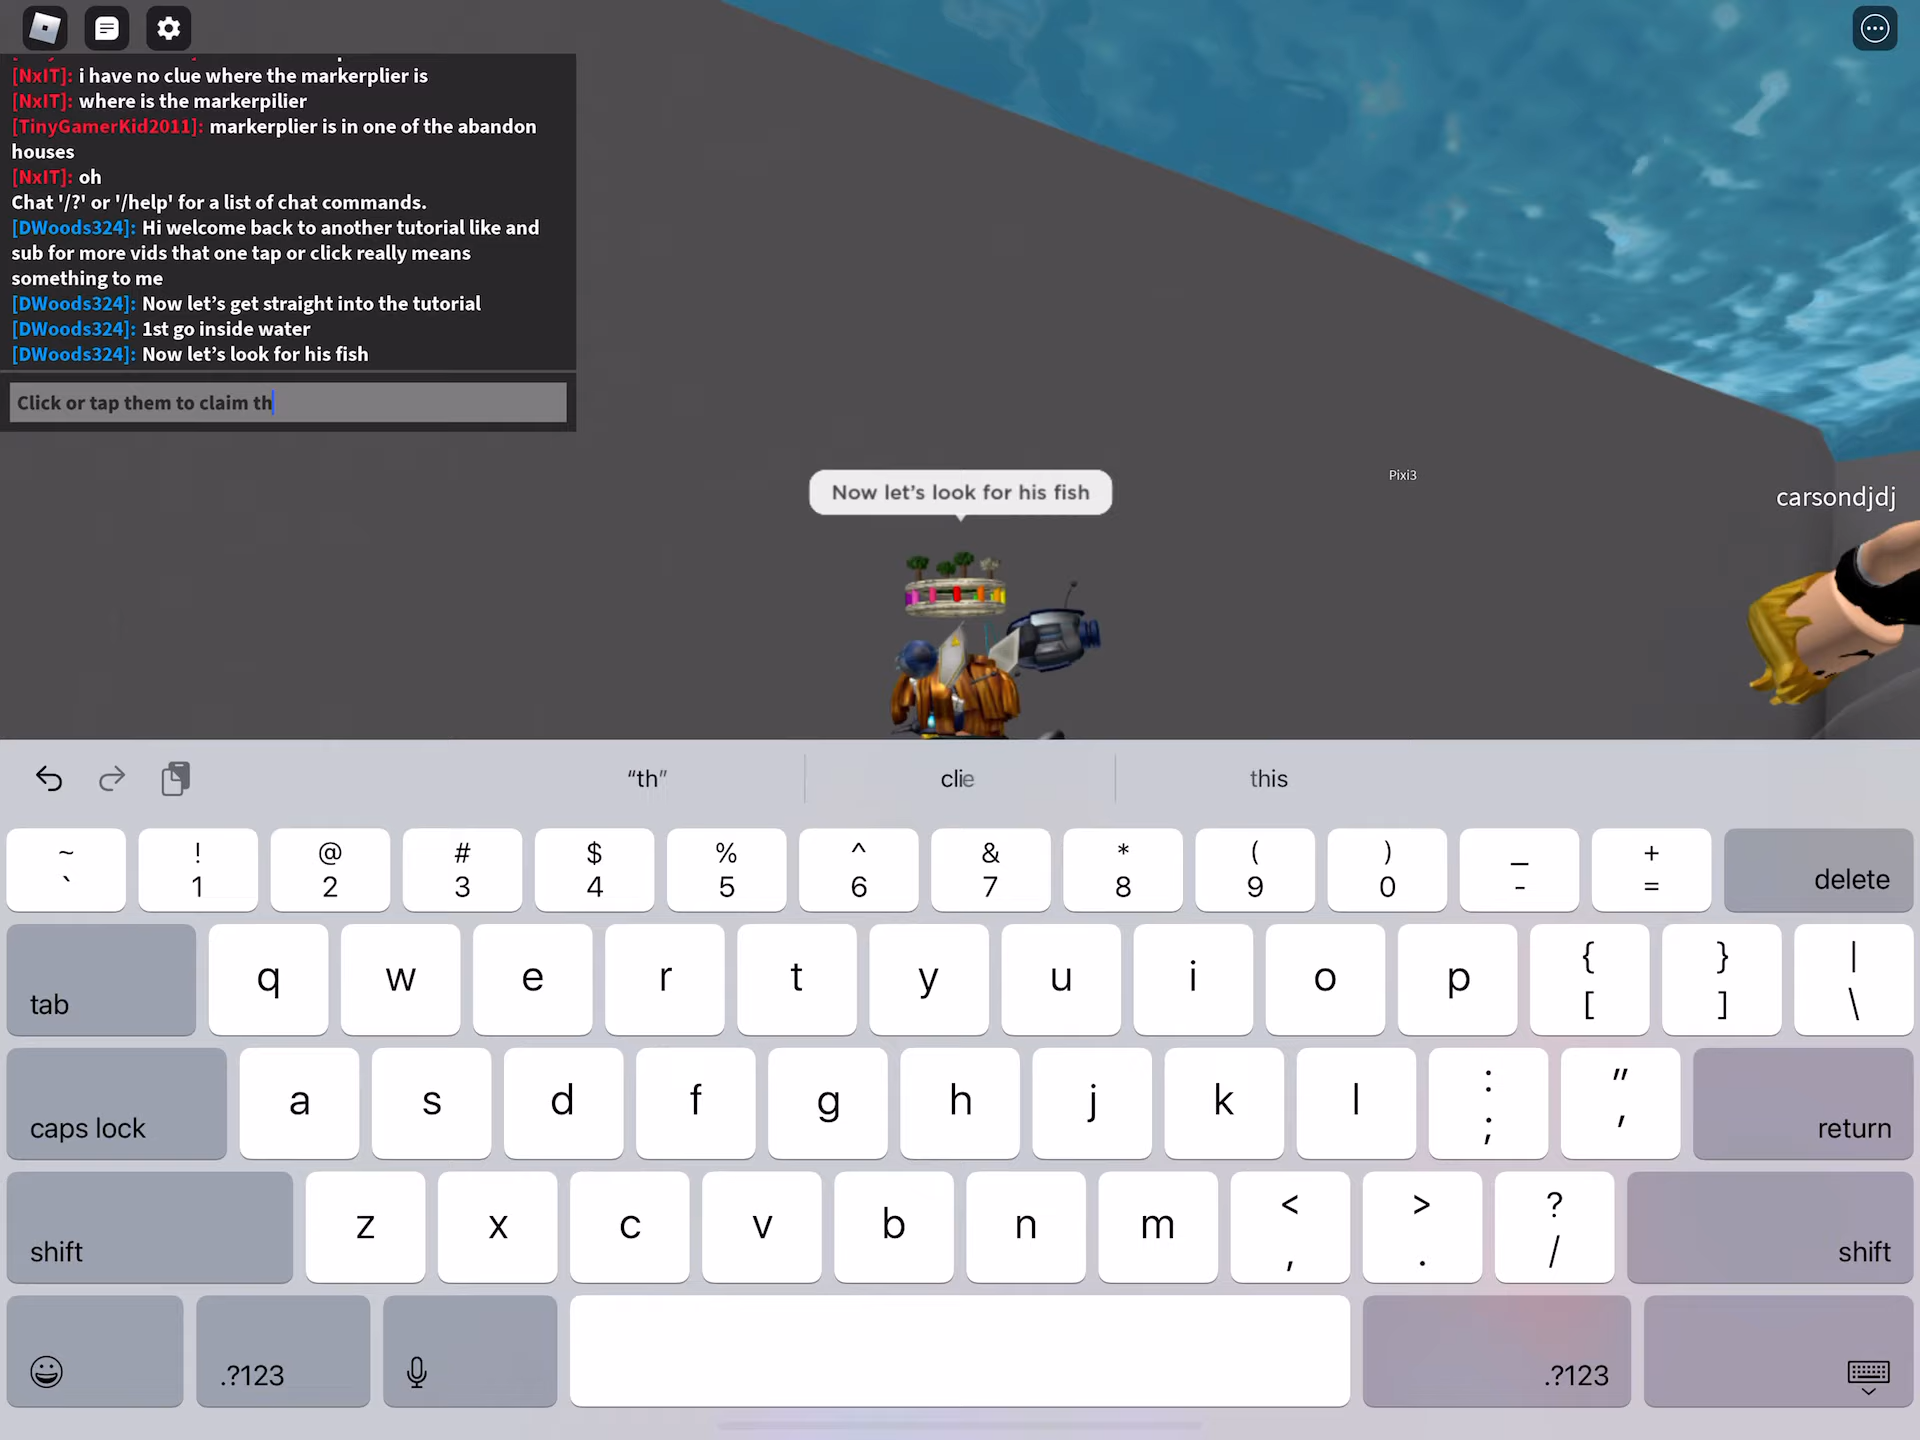 [NxIT]: i have no clue where the markerplier is
[NxIT]: where is the markerpilier
[TinyGamerKid2011]: markerplier is in one of the abandon
houses
[NxIT]: oh
Chat '/?' or '/help' for a list of chat commands.
[DWoods324]: Hi welcome back to another tutorial like and
sub for more vids that one tap or click really means
something to me
[DWoods324]: Now let’s get straight into the tutorial
[DWoods324]: 1st go inside water
[DWoods324]: Now let’s look for his fish
Click or tap them to claim th
Now let’s look for his fish
Pixi3
carsondjdj
“th” clie this
~ ! @ # $ % ^ & * ( ) _ +
` 1 2 3 4 5 6 7 8 9 0 - = delete
tab q w e r t y u i o p { [ } ] | \
caps lock a s d f g h j k l : ; " ' return
shift z x c v b n m < , > . ? / shift
.?123 .?123